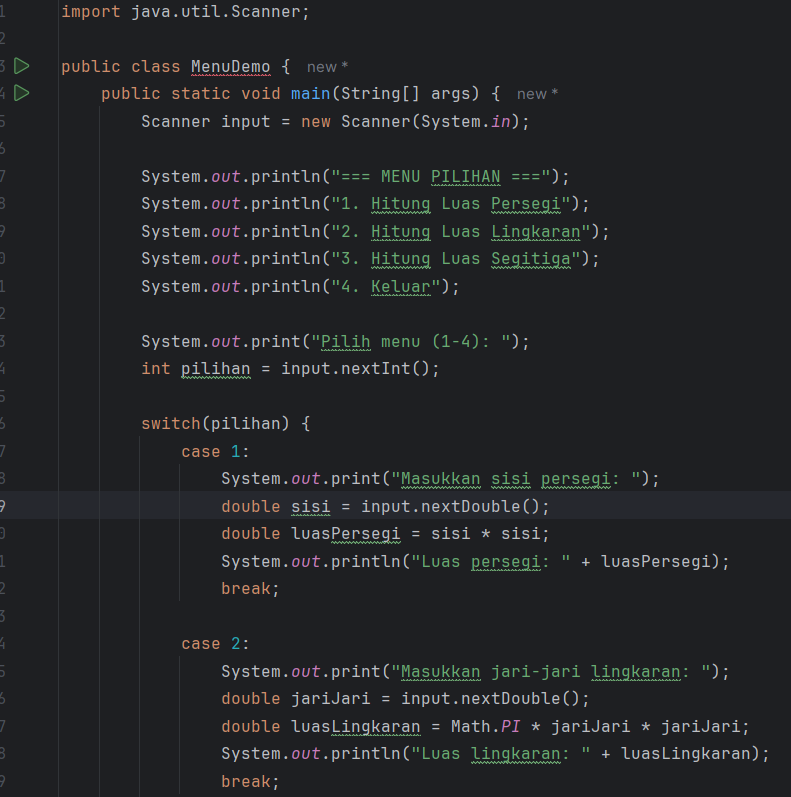 1 import java.util.Scanner;
2
3 public class MenuDemo { new *
4 public static void main(String[] args) { new *
5 Scanner input = new Scanner(System.in);
6
7 System.out.println("=== MENU PILIHAN ===");
8 System.out.println("1. Hitung Luas Persegi");
9 System.out.println("2. Hitung Luas Lingkaran");
0 System.out.println("3. Hitung Luas Segitiga");
1 System.out.println("4. Keluar");
2
3 System.out.print("Pilih menu (1-4): ");
4 int pilihan = input.nextInt();
5
6 switch(pilihan) {
7 case 1:
8 System.out.print("Masukkan sisi persegi: ");
9 double sisi = input.nextDouble();
0 double luasPersegi = sisi * sisi;
1 System.out.println("Luas persegi: " + luasPersegi);
2 break;
3
4 case 2:
5 System.out.print("Masukkan jari-jari lingkaran: ");
6 double jariJari = input.nextDouble();
7 double luasLingkaran = Math.PI * jariJari * jariJari;
8 System.out.println("Luas lingkaran: " + luasLingkaran);
9 break;